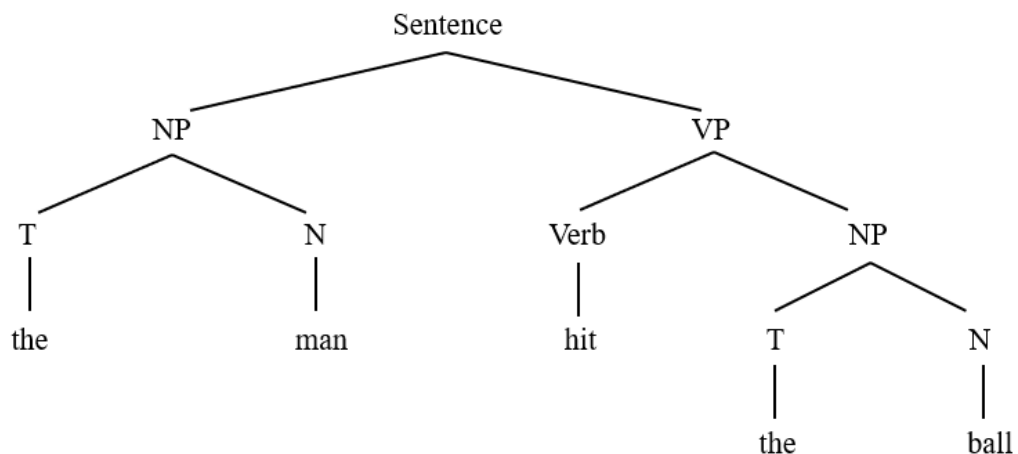 Sentence
NP VP
T N Verb NP
the man hit T N
the ball